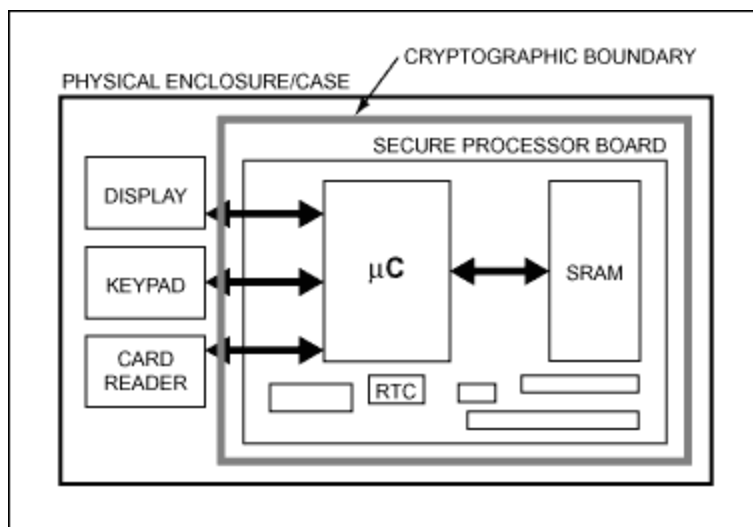 CRYPTOGRAPHIC BOUNDARY
PHYSICAL ENCLOSURE/CASE
SECURE PROCESSOR BOARD
DISPLAY
KEYPAD
CARD
READER
μC
SRAM
RTC